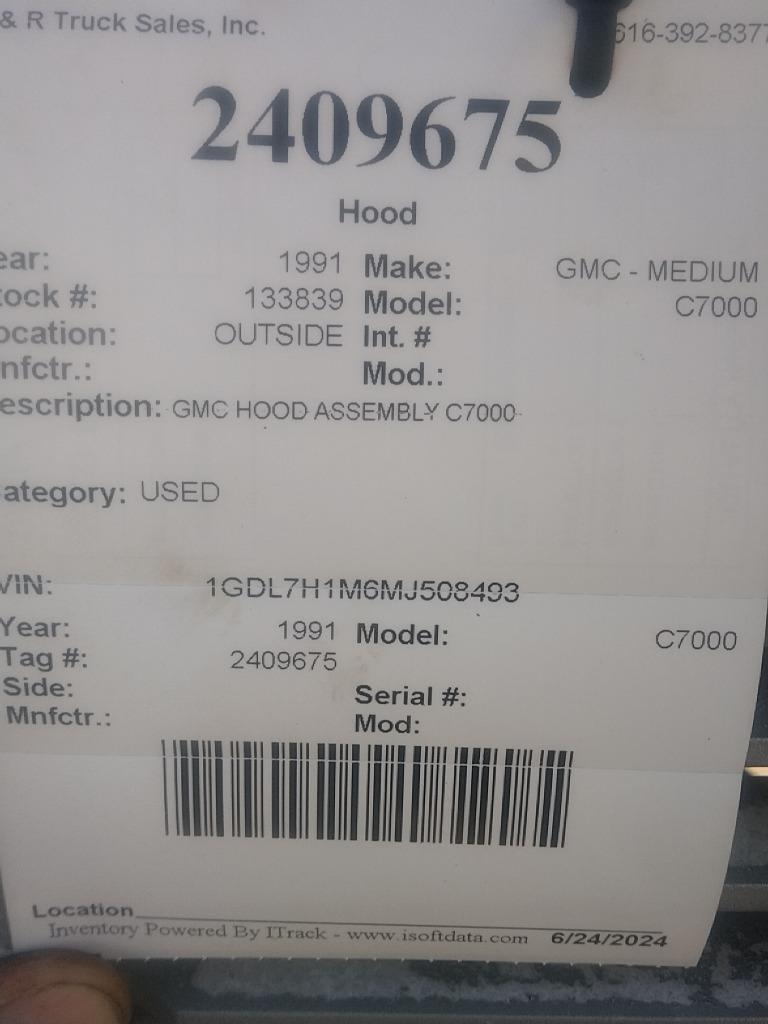 & R Truck Sales, Inc. 616-392-8377
2409675
Hood
ear: 1991 Make: GMC - MEDIUM
tock #: 133839 Model: C7000
ocation: OUTSIDE Int. #
nfctr.: Mod.:
escription: GMC HOOD ASSEMBLY C7000
ategory: USED
VIN: 1GDL7H1M6MJ508493
Year: 1991 Model: C7000
Tag #: 2409675
Side: Serial #:
Mnfctr.: Mod:
Location
Inventory Powered By ITrack - www.isoftdata.com 6/24/2024